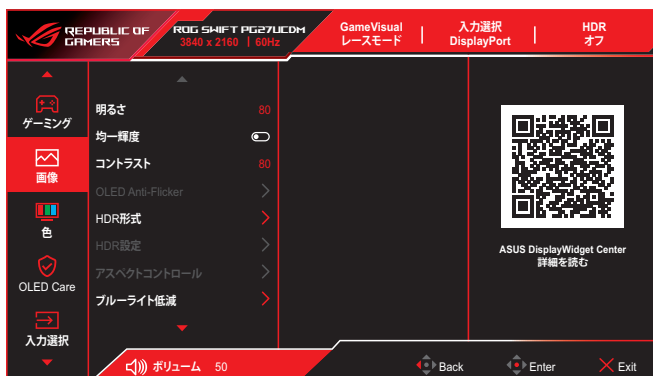 REPUBLIC OF
GAMERS
ROG SWIFT PG27UCDM
3840 x 2160 | 60Hz
GameVisual
レースモード
入力選択
DisplayPort
HDR
オフ
ゲーミング
画像
色
OLED Care
入力選択
明るさ 80
均一輝度
コントラスト 80
OLED Anti-Flicker
HDR形式
HDR設定
アスペクトコントロール
ブルーライト低減
ASUS DisplayWidget Center
詳細を読む
ボリューム 50
Back
Enter
Exit